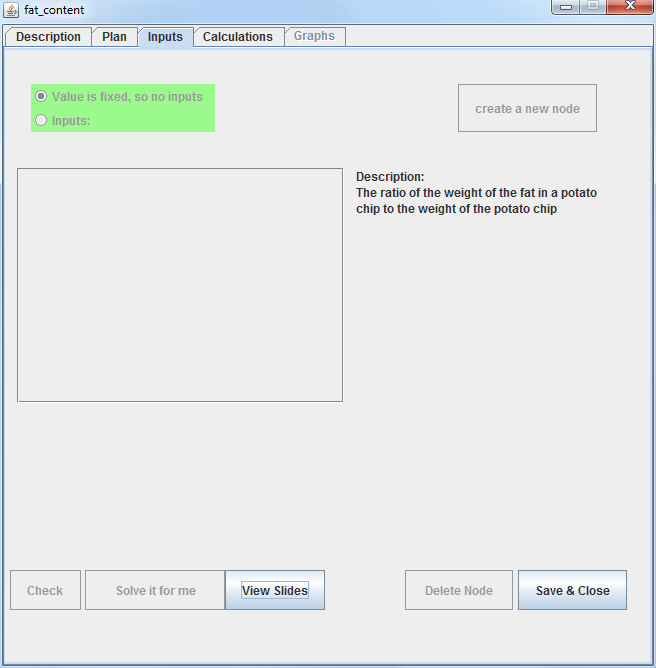 fat_content
Description Plan Inputs Calculations Graphs
Value is fixed, so no inputs
Inputs:
create a new node
Description:
The ratio of the weight of the fat in a potato
chip to the weight of the potato chip
Check Solve it for me View Slides Delete Node Save & Close